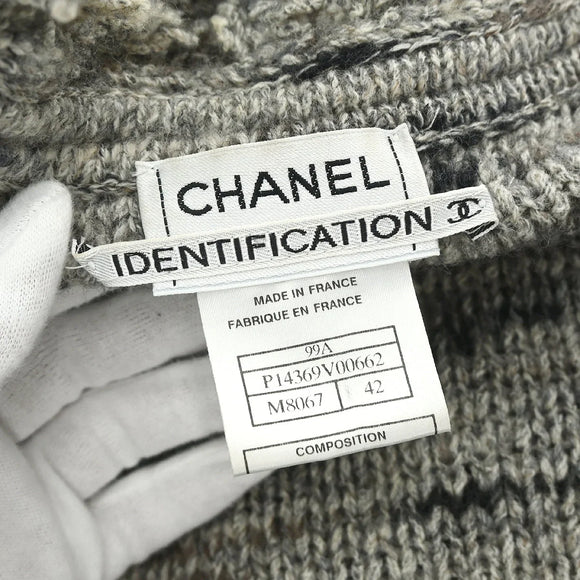 CHANEL
IDENTIFICATION
MADE IN FRANCE
FABRIQUE EN FRANCE
99A
P14369V00662
M8067 42
COMPOSITION